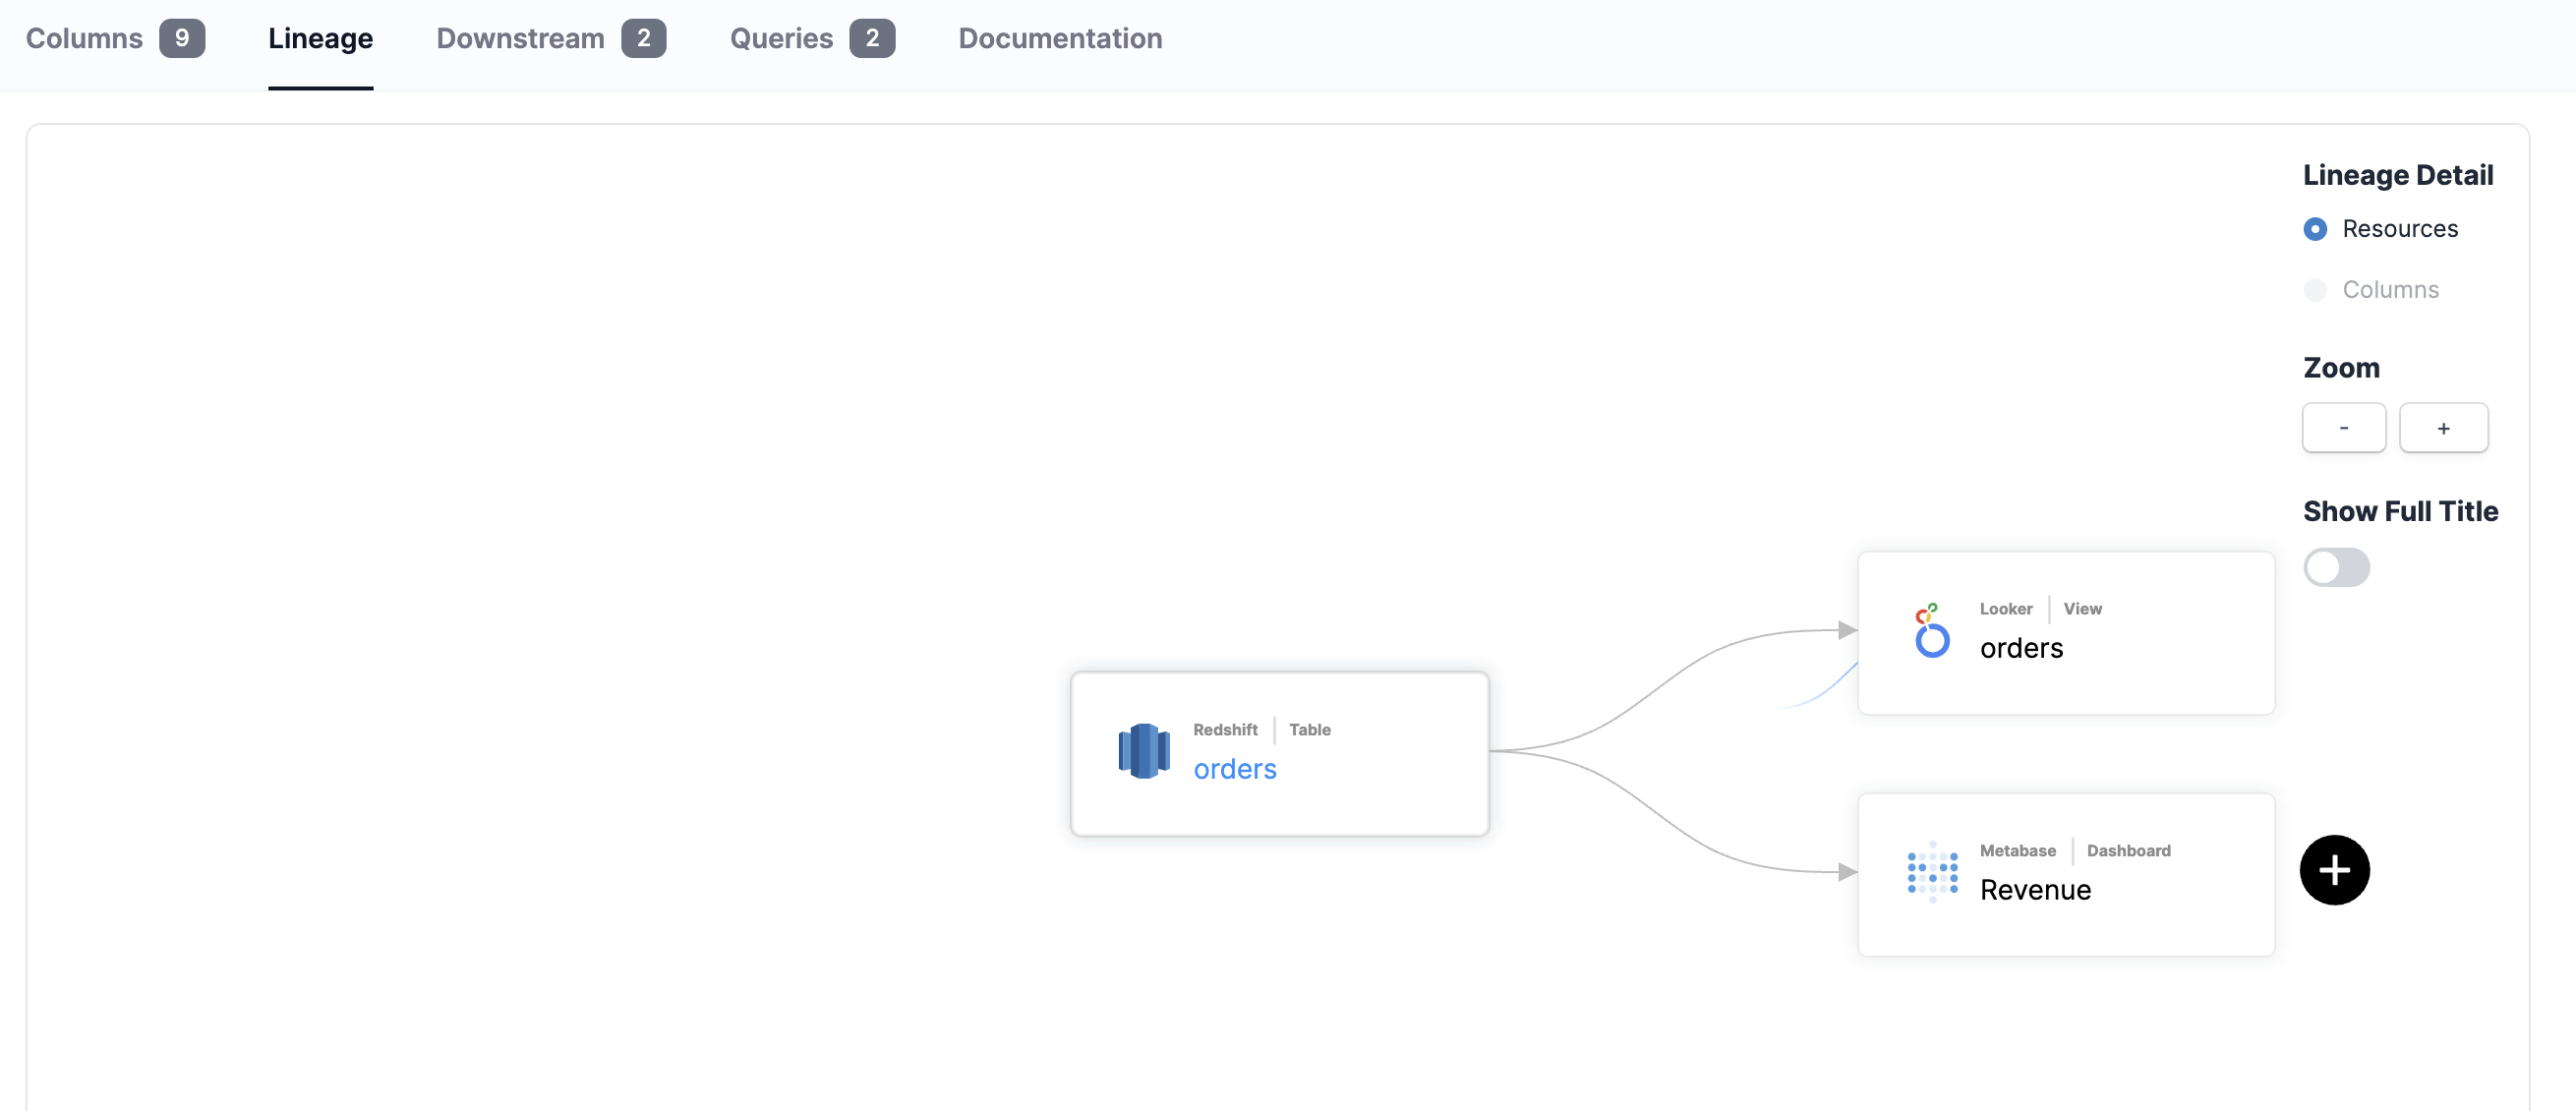 Columns 9 Lineage Downstream 2 Queries 2 Documentation
Lineage Detail
Resources
Columns
Zoom
- +
Show Full Title
Looker View
orders
Redshift Table
orders
Metabase Dashboard
Revenue